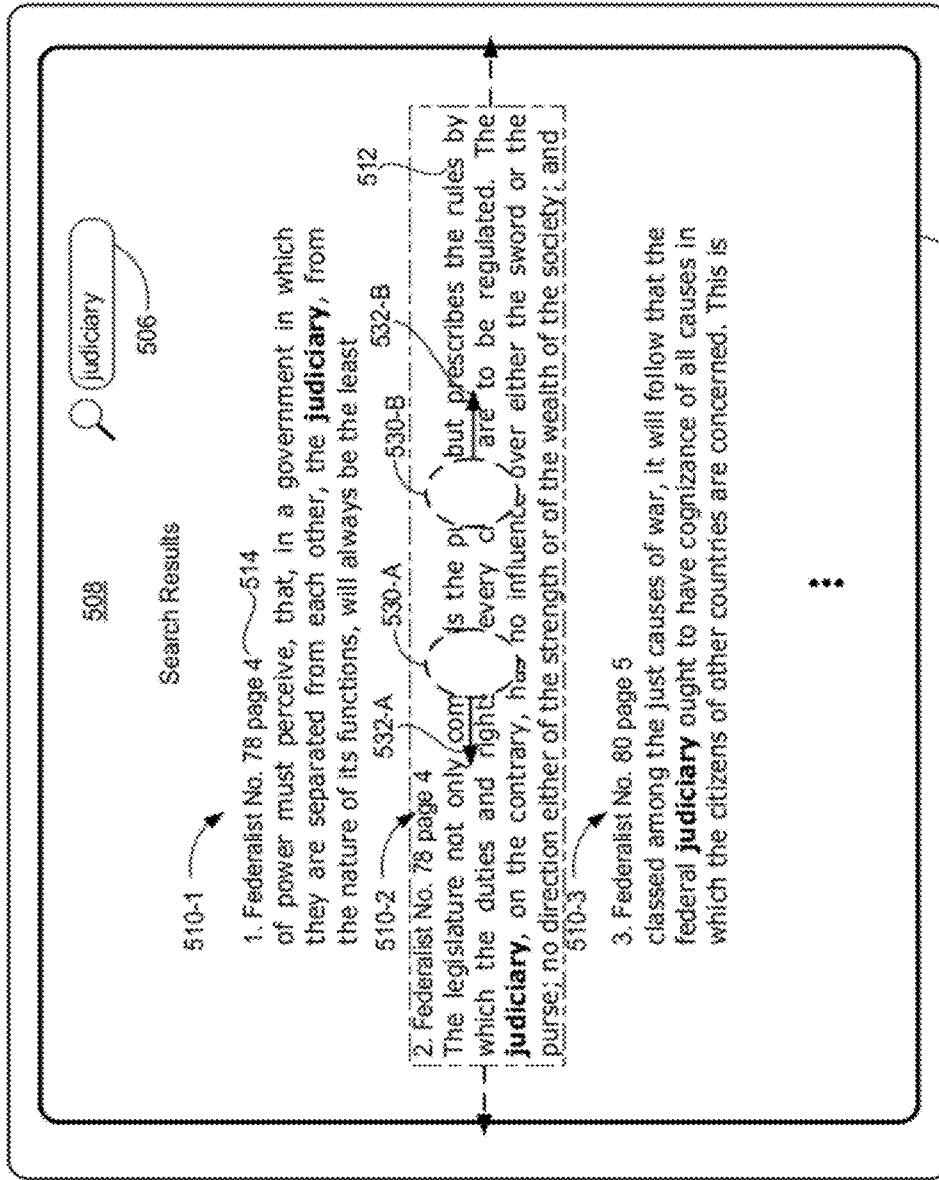 judiciary
506
508
Search Results
510-1
1. Federalist No. 78 page 4
514
of power must perceive, that, in a government in which
they are separated from each other, the judiciary, from
the nature of its functions, will always be the least
512
510-2
532-A
530-A
530-B
532-B
2. Federalist No. 78 page 4
The legislature not only com s the pu but prescribes the rules by
which the duties and right every c are to be regulated. The
judiciary, on the contrary, ha no influence over either the sword or the
purse; no direction either of the strength or of the wealth of the society; and
510-3
3. Federalist No. 80 page 5
classed among the just causes of war, it will follow that the
federal judiciary ought to have cognizance of all causes in
which the citizens of other countries are concerned. This is